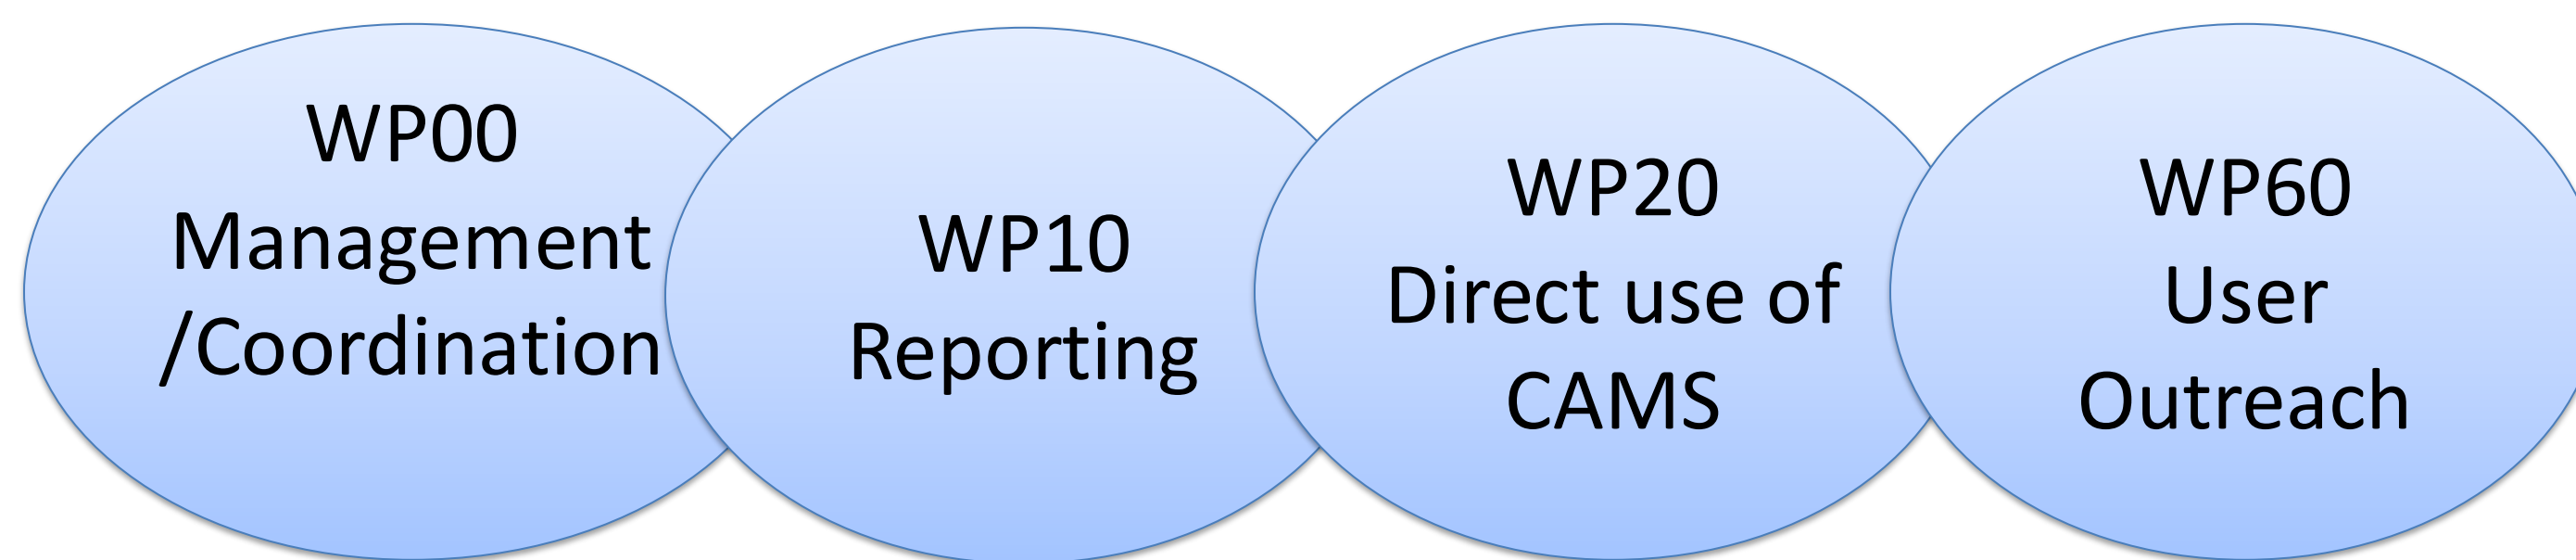 WP00
Management
/Coordination
WP10
Reporting
WP20
Direct use of
CAMS
WP60
User
Outreach